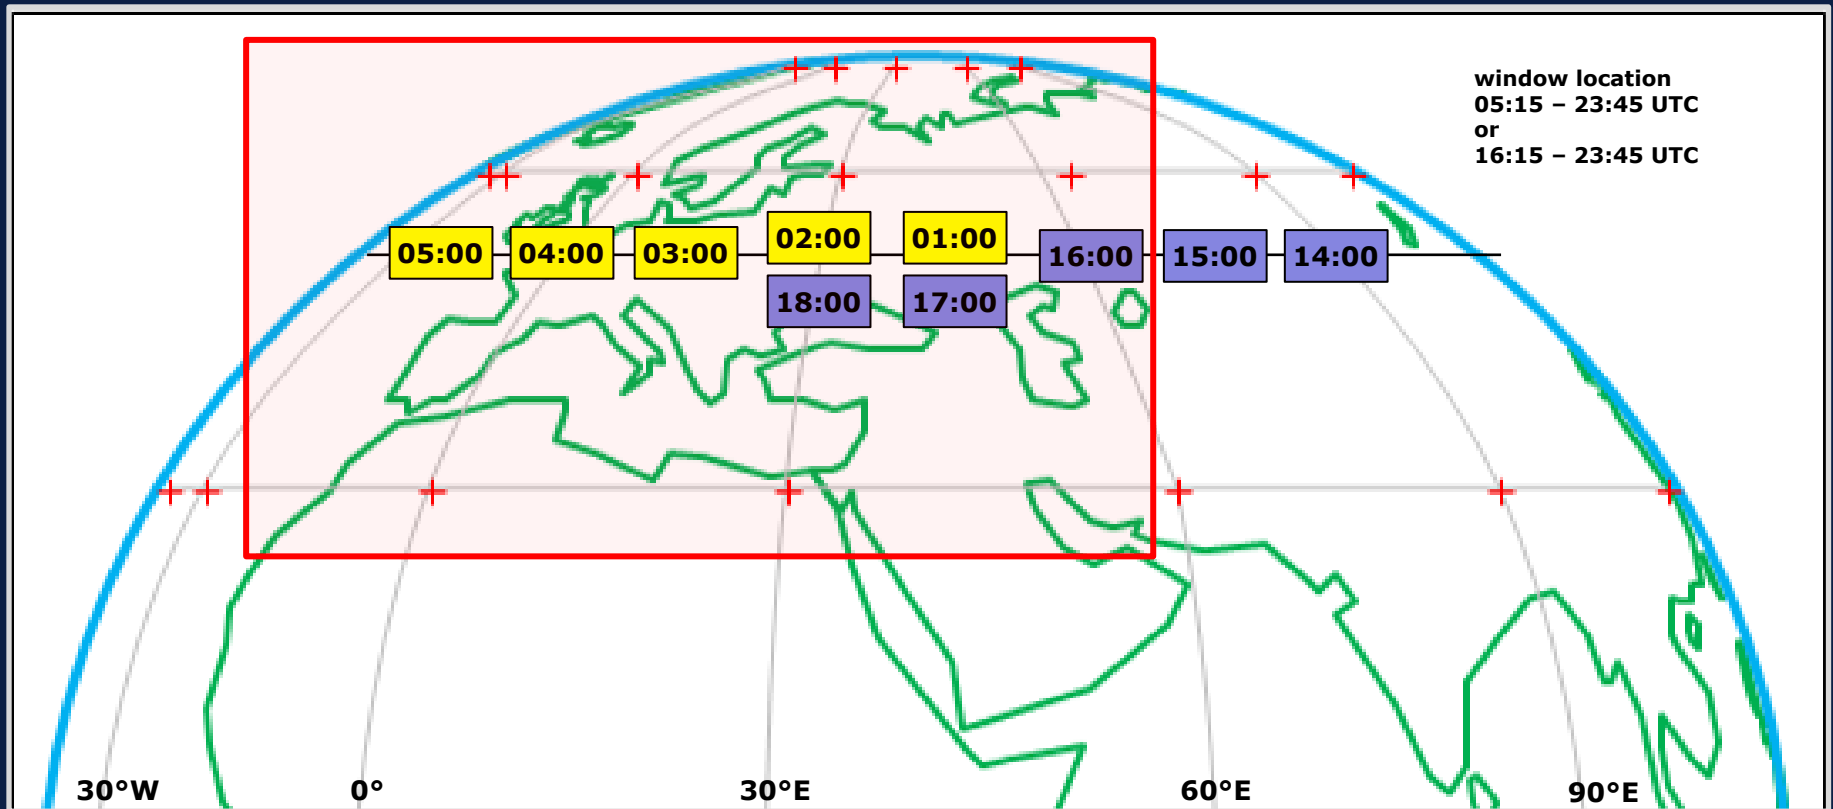 window location
05:15 – 23:45 UTC
or
16:15 – 23:45 UTC
05:00 04:00 03:00 02:00 01:00 16:00 15:00 14:00
18:00 17:00
30°W 0° 30°E 60°E 90°E